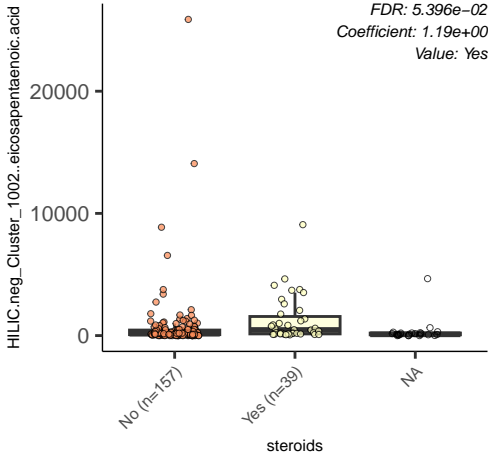 FDR: 5.396e−02
Coefficient: 1.19e+00
Value: Yes
HILIC.neg_Cluster_1002..eicosapentaenoic.acid
20000
10000
0
No (n=157)
Yes (n=39)
NA
steroids